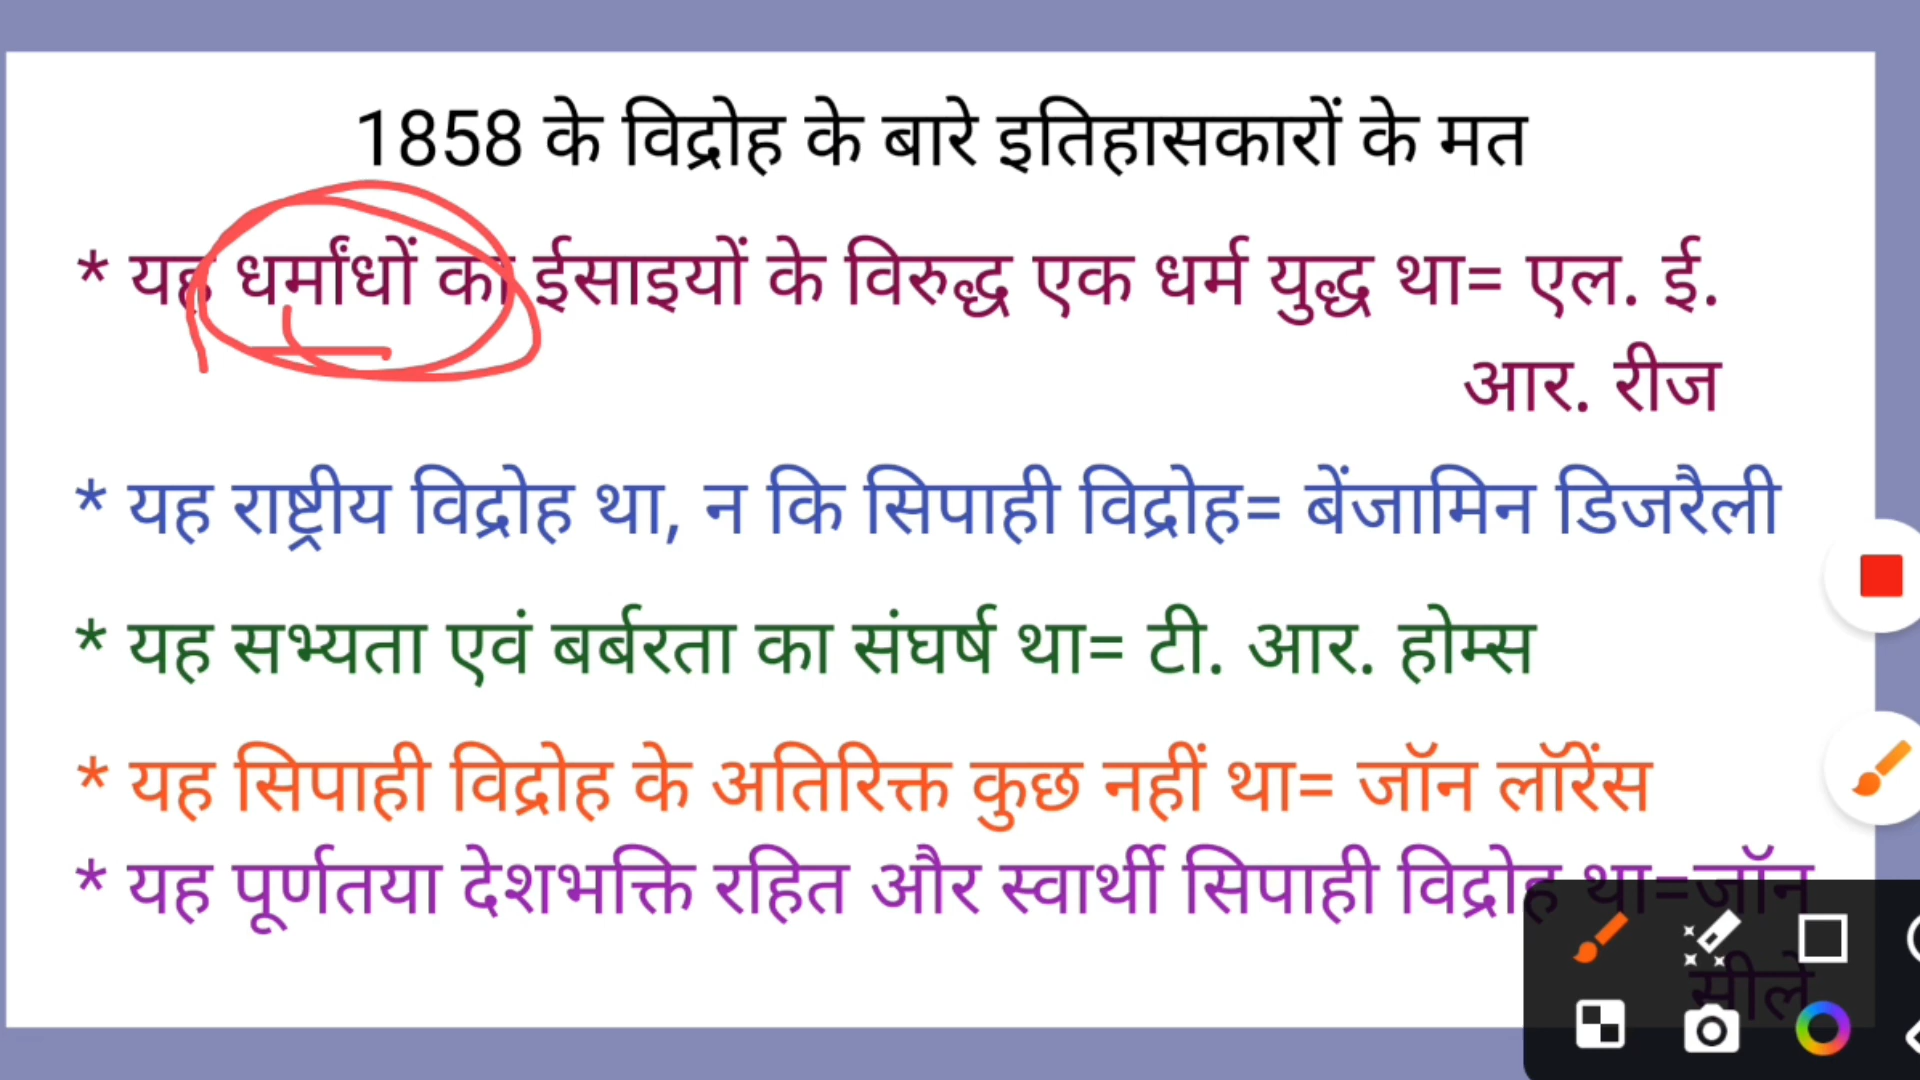 1858 के विद्रोह के बारे इतिहासकारों के मत
* यह धर्मांधों का ईसाइयों के विरुद्ध एक धर्म युद्ध था= एल. ई.
आर. रीज
* यह राष्ट्रीय विद्रोह था, न कि सिपाही विद्रोह= बेंजामिन डिजरैली
* यह सभ्यता एवं बर्बरता का संघर्ष था= टी. आर. होम्स
* यह सिपाही विद्रोह के अतिरिक्त कुछ नहीं था= जॉन लॉरेंस
* यह पूर्णतया देशभक्ति रहित और स्वार्थी सिपाही विद्रोह था=जॉन
सीले